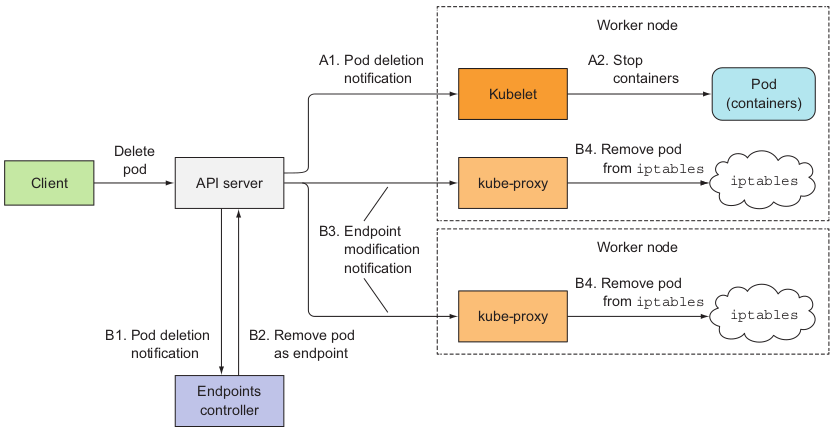 Worker node
A1. Pod deletion
notification
Kubelet
A2. Stop
containers
Pod
(containers)
Client
Delete
pod
API server
kube-proxy
B4. Remove pod
from iptables
iptables
B3. Endpoint
modification
notification
Worker node
kube-proxy
B4. Remove pod
from iptables
iptables
B1. Pod deletion
notification
B2. Remove pod
as endpoint
Endpoints
controller